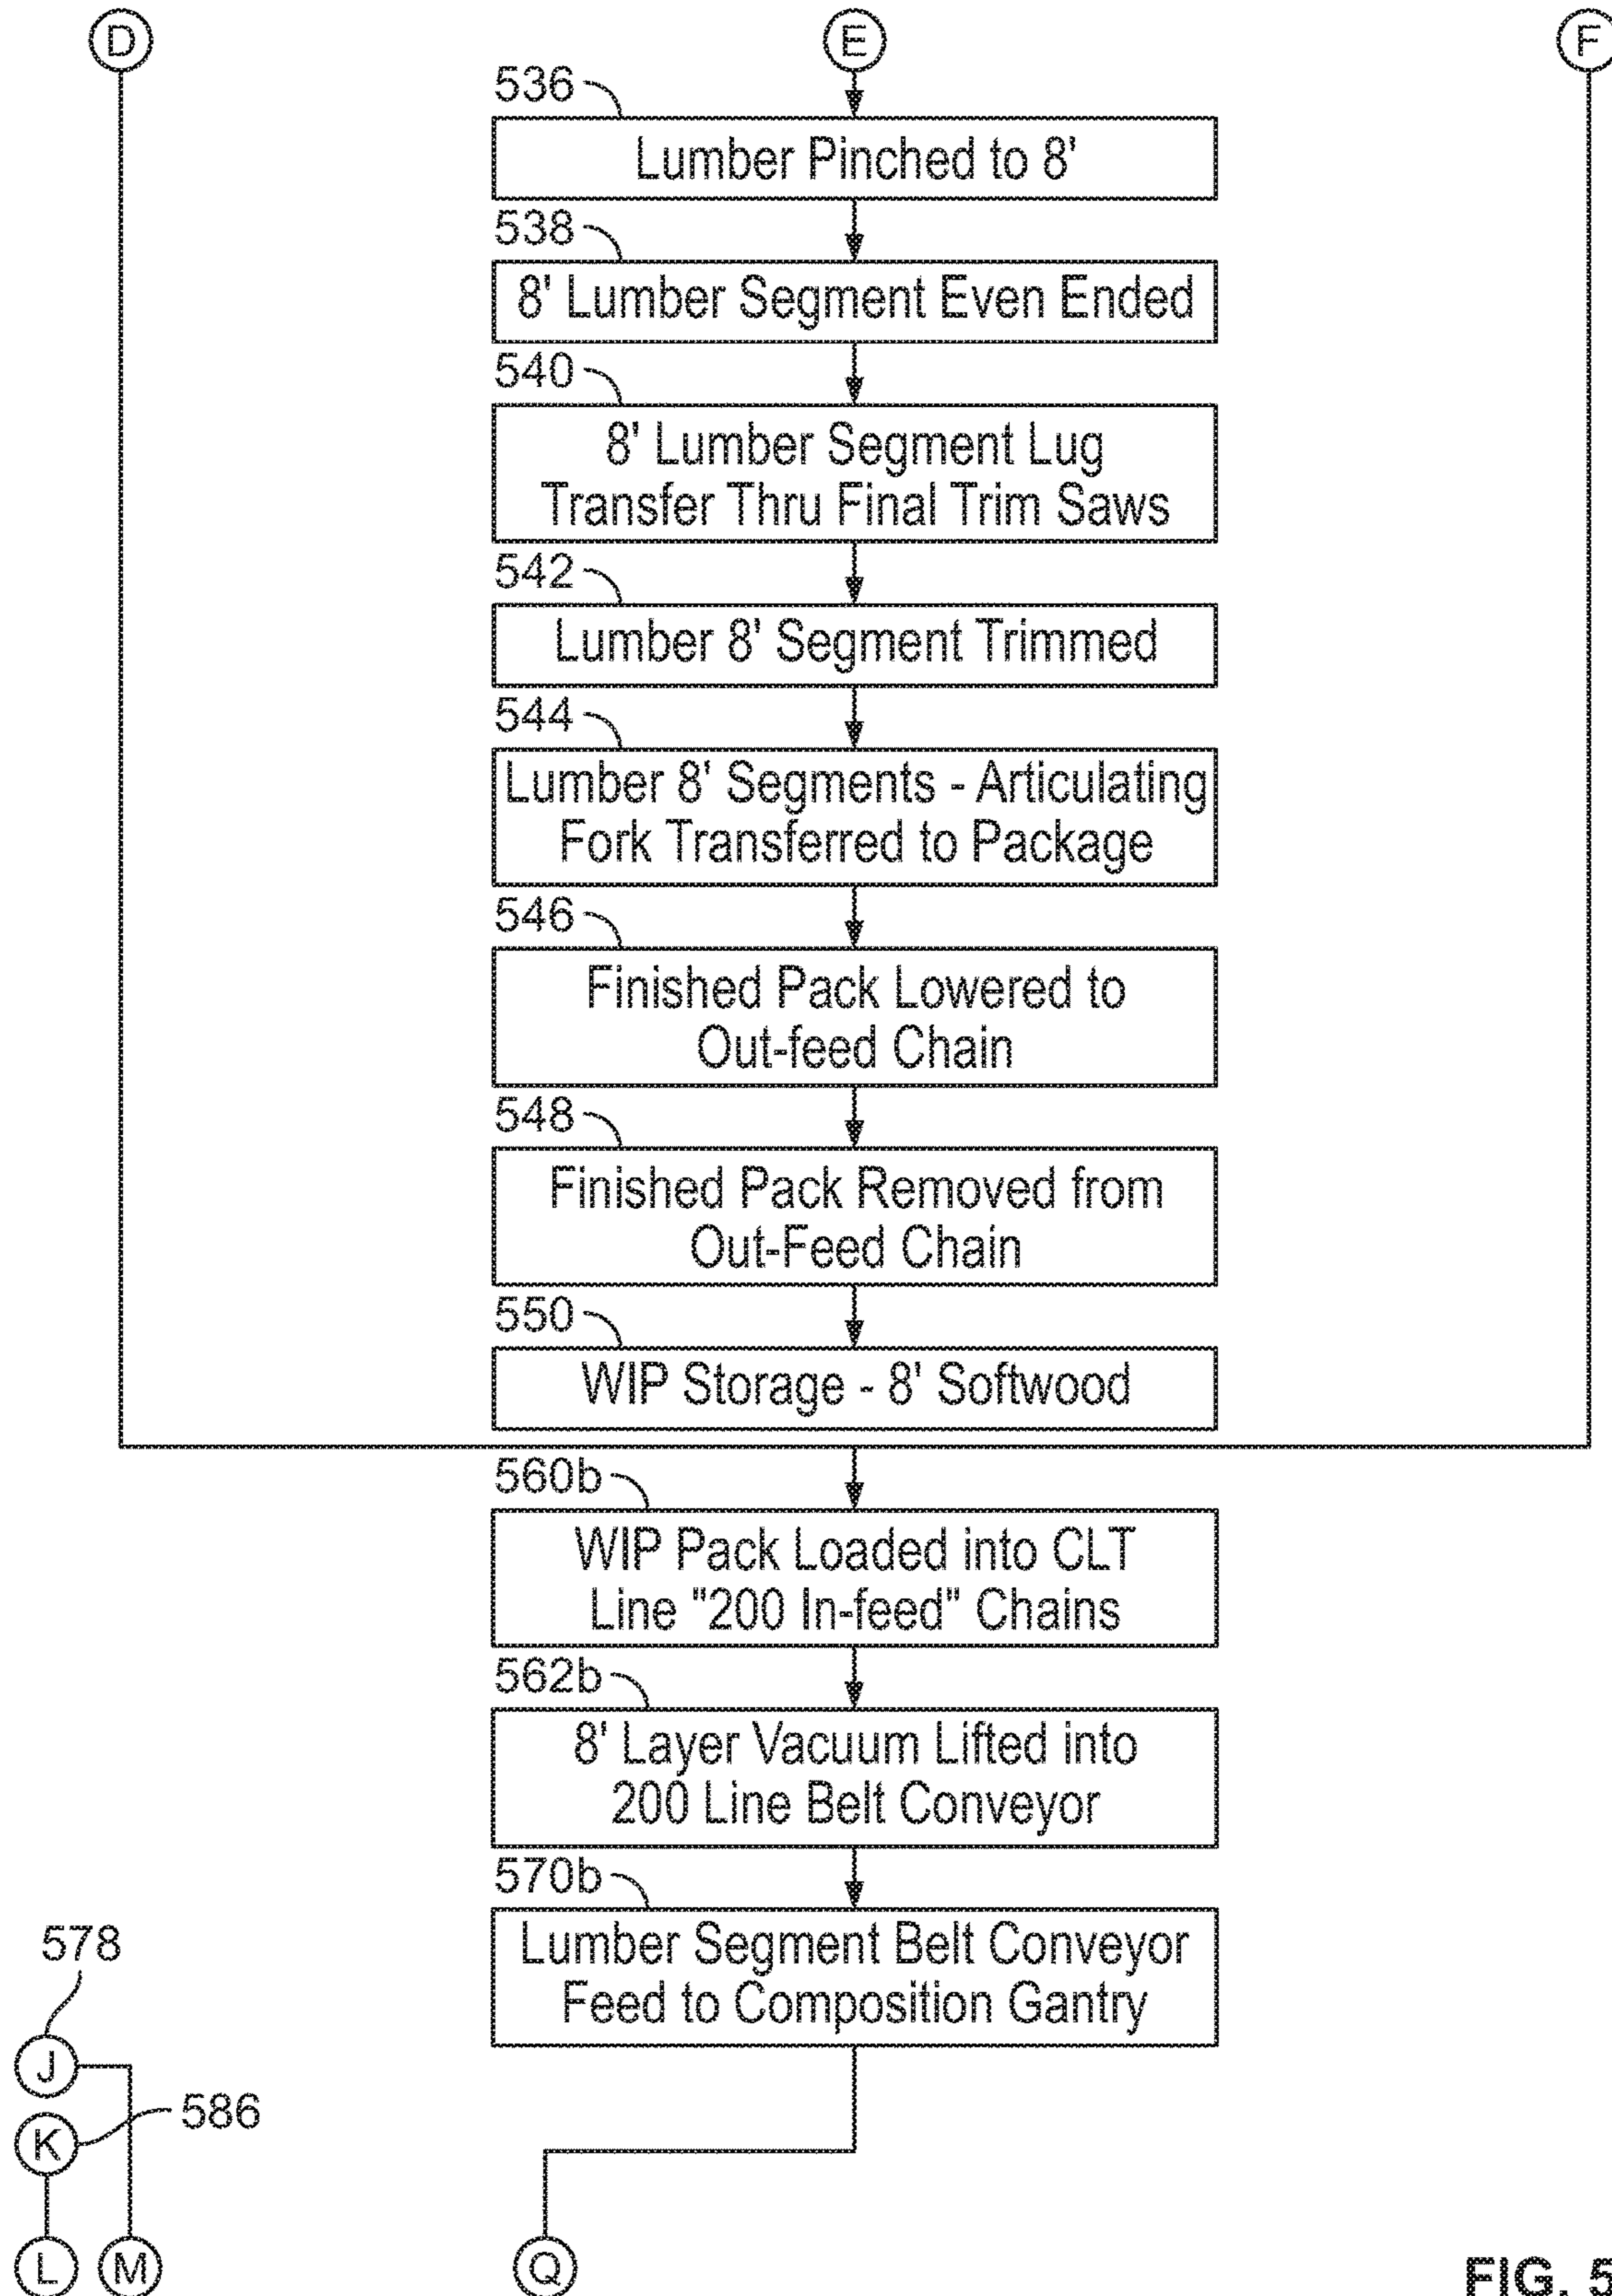 D
E
F
536
Lumber Pinched to 8'
538
8' Lumber Segment Even Ended
540
8' Lumber Segment Lug
Transfer Thru Final Trim Saws
542
Lumber 8' Segment Trimmed
544
Lumber 8' Segments - Articulating
Fork Transferred to Package
546
Finished Pack Lowered to
Out-feed Chain
548
Finished Pack Removed from
Out-Feed Chain
550
WIP Storage - 8' Softwood
560b
WIP Pack Loaded into CLT
Line "200 In-feed" Chains
562b
8' Layer Vacuum Lifted into
200 Line Belt Conveyor
570b
Lumber Segment Belt Conveyor
Feed to Composition Gantry
578
J
586
K
L
M
Q
FIG. 5